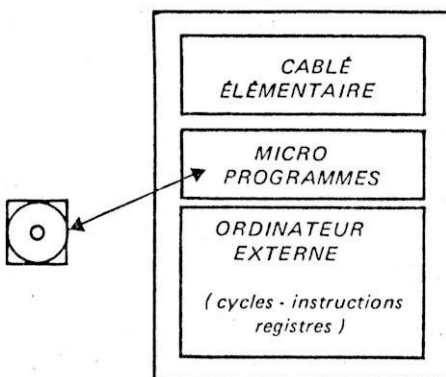 CABLÉ
ÉLÉMENTAIRE
MICRO
PROGRAMMES
ORDINATEUR
EXTERNE
( cycles - instructions
registres )